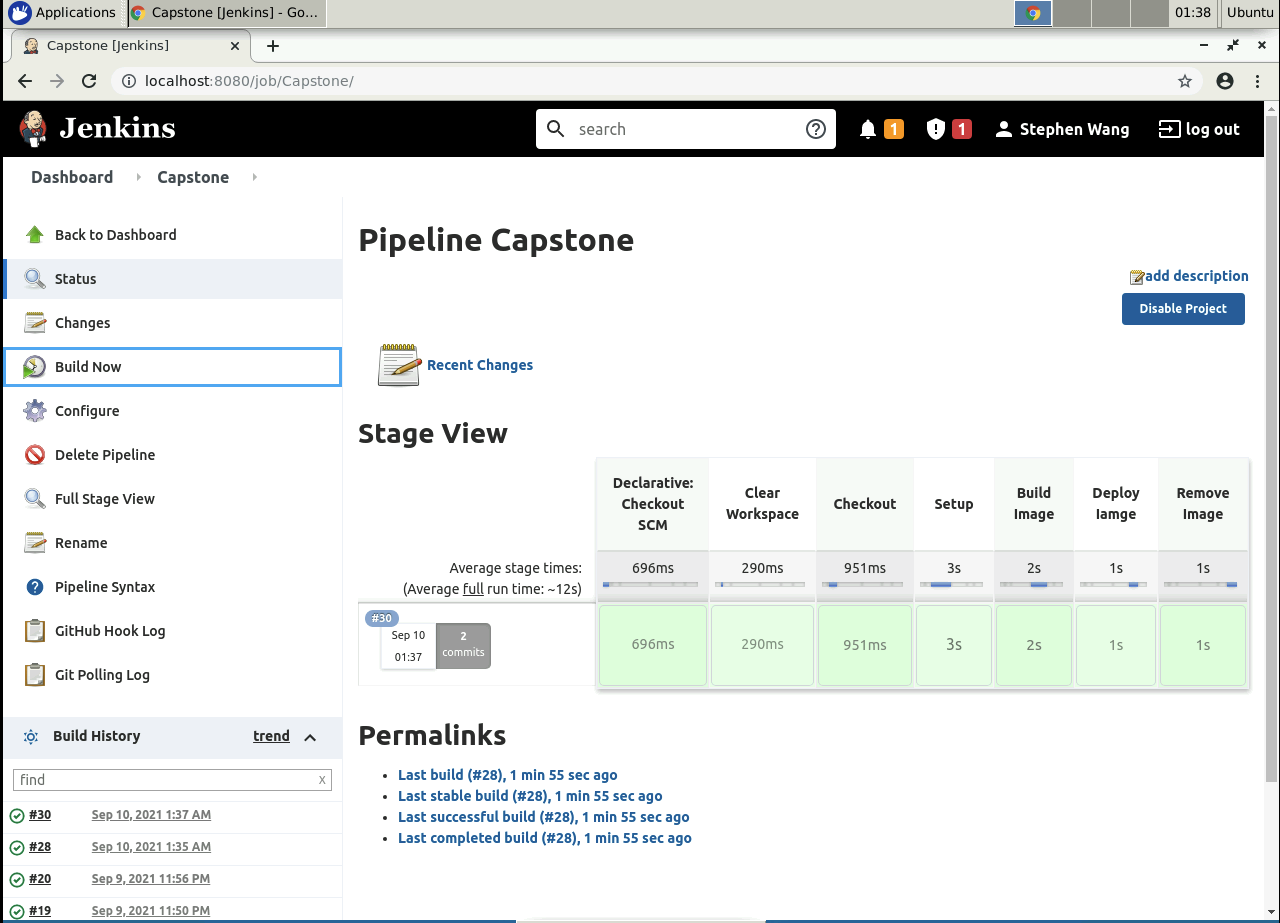 Applications
Capstone [Jenkins] - Go...
01:38
Ubuntu
Capstone [Jenkins]
localhost:8080/job/Capstone/
Jenkins
search
1
1
Stephen Wang
log out
Dashboard
Capstone
Back to Dashboard
Status
Changes
Build Now
Configure
Delete Pipeline
Full Stage View
Rename
Pipeline Syntax
GitHub Hook Log
Git Polling Log
Build History
trend
find
x
#30 Sep 10, 2021 1:37 AM
#28 Sep 10, 2021 1:35 AM
#20 Sep 9, 2021 11:56 PM
#19 Sep 9, 2021 11:50 PM
Pipeline Capstone
add description
Disable Project
Recent Changes
Stage View
Declarative:
Checkout
SCM
Clear
Workspace
Checkout
Setup
Build
Image
Deploy
Iamge
Remove
Image
Average stage times:
(Average full run time: ~12s)
696ms
290ms
951ms
3s
2s
1s
1s
#30
Sep 10
01:37
2
commits
696ms
290ms
951ms
3s
2s
1s
1s
Permalinks
Last build (#28), 1 min 55 sec ago
Last stable build (#28), 1 min 55 sec ago
Last successful build (#28), 1 min 55 sec ago
Last completed build (#28), 1 min 55 sec ago